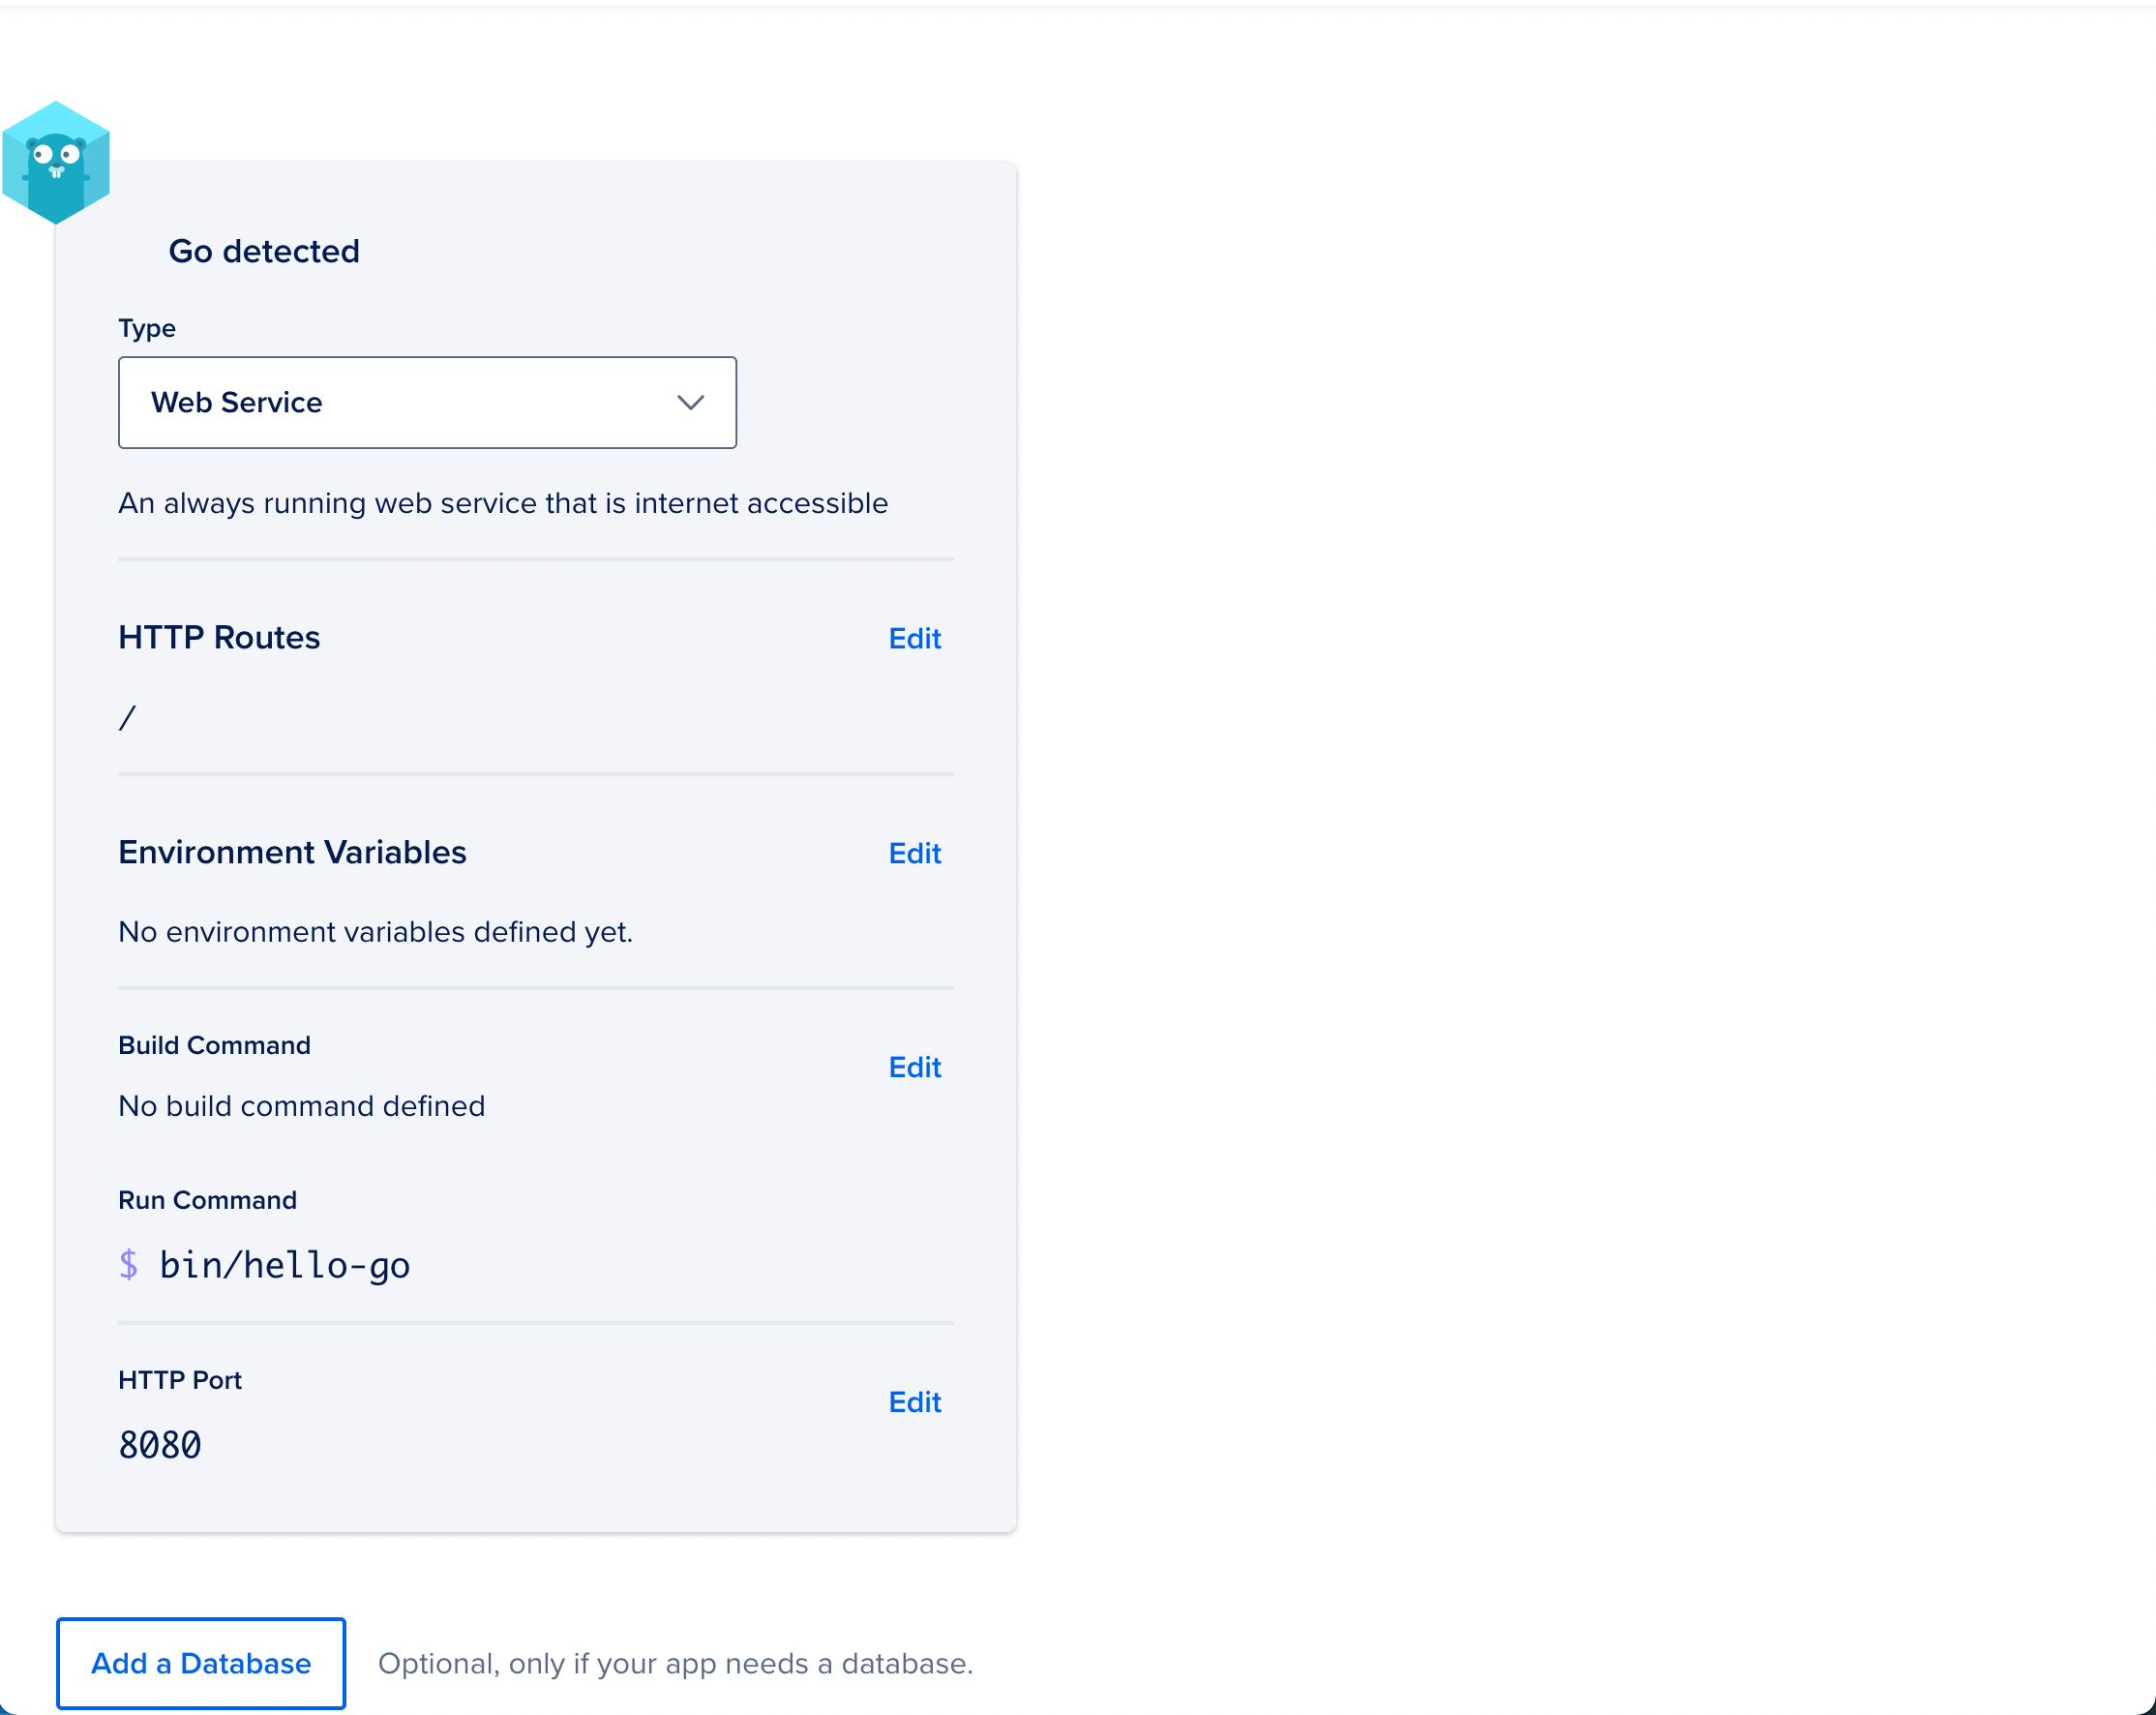 Go detected
Type
Web Service
An always running web service that is internet accessible
HTTP Routes
Edit
/
Environment Variables
Edit
No environment variables defined yet.
Build Command
Edit
No build command defined
Run Command
$ bin/hello-go
HTTP Port
Edit
8080
Add a Database
Optional, only if your app needs a database.